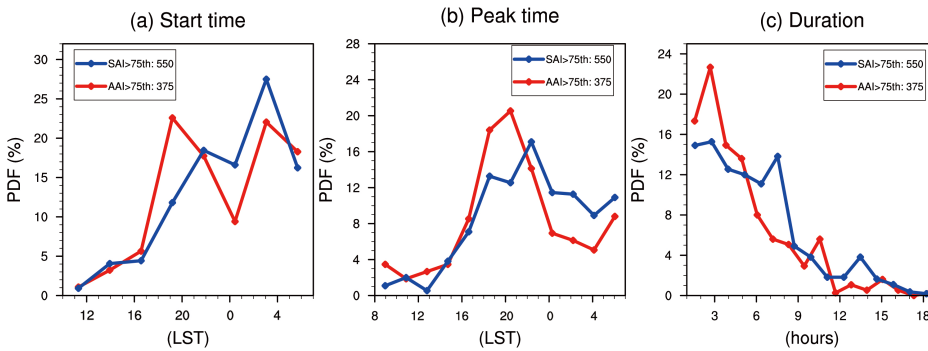 (a) Start time
(b) Peak time
(c) Duration
PDF (%)
30
25
20
15
10
5
0
SAI>75th: 550
AAI>75th: 375
12
16
20
0
4
(LST)
PDF (%)
28
24
20
16
12
8
4
0
SAI>75th: 550
AAI>75th: 375
8
12
16
20
0
4
(LST)
PDF (%)
24
20
16
12
8
4
0
SAI>75th: 550
AAI>75th: 375
3
6
9
12
15
18
(hours)